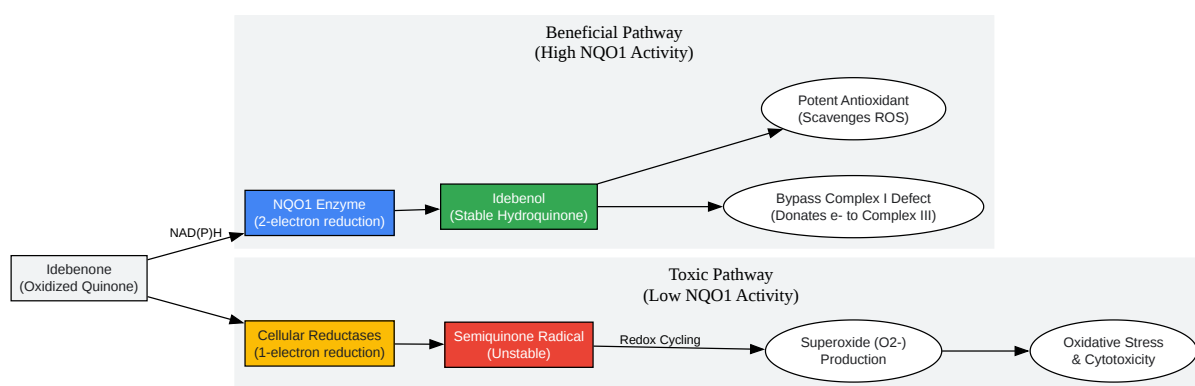 Beneficial Pathway
(High NQO1 Activity)
Potent Antioxidant
(Scavenges ROS)
NQO1 Enzyme
(2-electron reduction)
Idebenol
(Stable Hydroquinone)
Bypass Complex I Defect
(Donates e- to Complex III)
NAD(P)H
Idebenone
(Oxidized Quinone)
Toxic Pathway
(Low NQO1 Activity)
Cellular Reductases
(1-electron reduction)
Semiquinone Radical
(Unstable)
Redox Cycling
Superoxide (O2-)
Production
Oxidative Stress
& Cytotoxicity